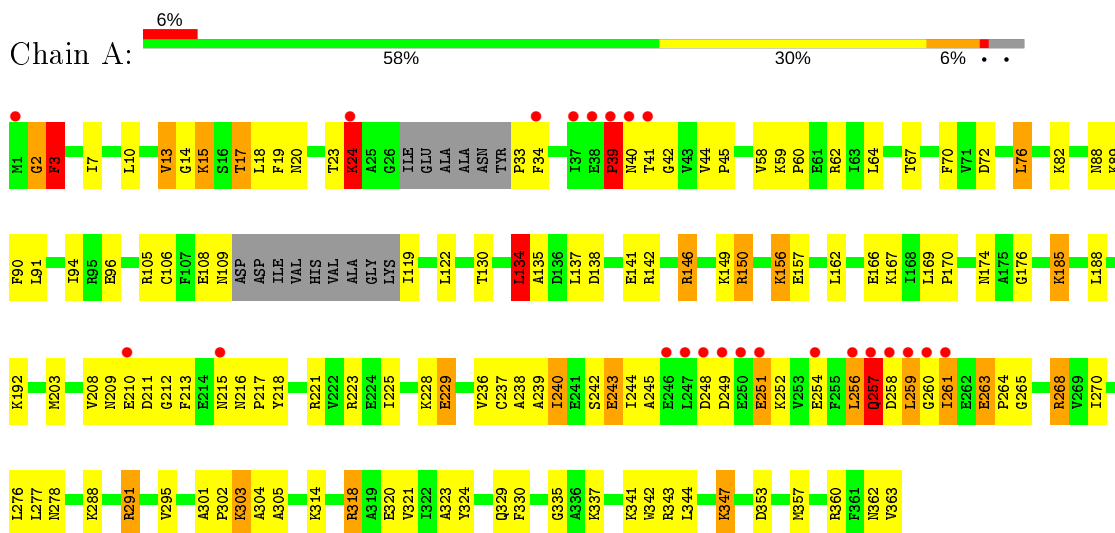 6%
Chain A:
58% 30% 6% • •
M1 G2 F3 I7 L10 V13 G14 K15 S16 T17 L18 F19 N20 T23 K24 A25 G26 ILE GLU ALA ALA ASN TYR P33 F34 I37 E38 P39 N40 T41 G42 V43 V44 P45 V58 K59 P60 E61 R62 I63 L64 T67 F70 V71 D72 L76 K82 N88 K89
F90 L91 I94 R95 E96 R105 C106 F107 E108 N109 ASP ASP ILE VAL HIS VAL ALA GLY LYS I119 L122 T130 L134 A135 D136 L137 D138 E141 R142 R146 K149 R150 K156 E157 L162 E166 K167 I168 L169 P170 N174 A175 G176 K185 L188
K192 M203 V208 N209 E210 D211 G212 F213 E214 N215 N216 P217 Y218 R221 V222 R223 E224 I225 K228 E229 V236 C237 A238 A239 I240 E241 S242 E243 I244 A245 E246 L247 D248 D249 E250 E251 K252 V253 E254 F255 L256 Q257 D258 L259 G260 I261 E262 E263 P264 G265 R268 V269 I270
L276 L277 N278 K288 R291 V295 A301 P302 K303 A304 A305 K314 R318 A319 E320 V321 I322 A323 Y324 Q329 F330 G335 A336 K337 K341 W342 R343 L344 K347 D353 M357 R360 F361 N362 V363